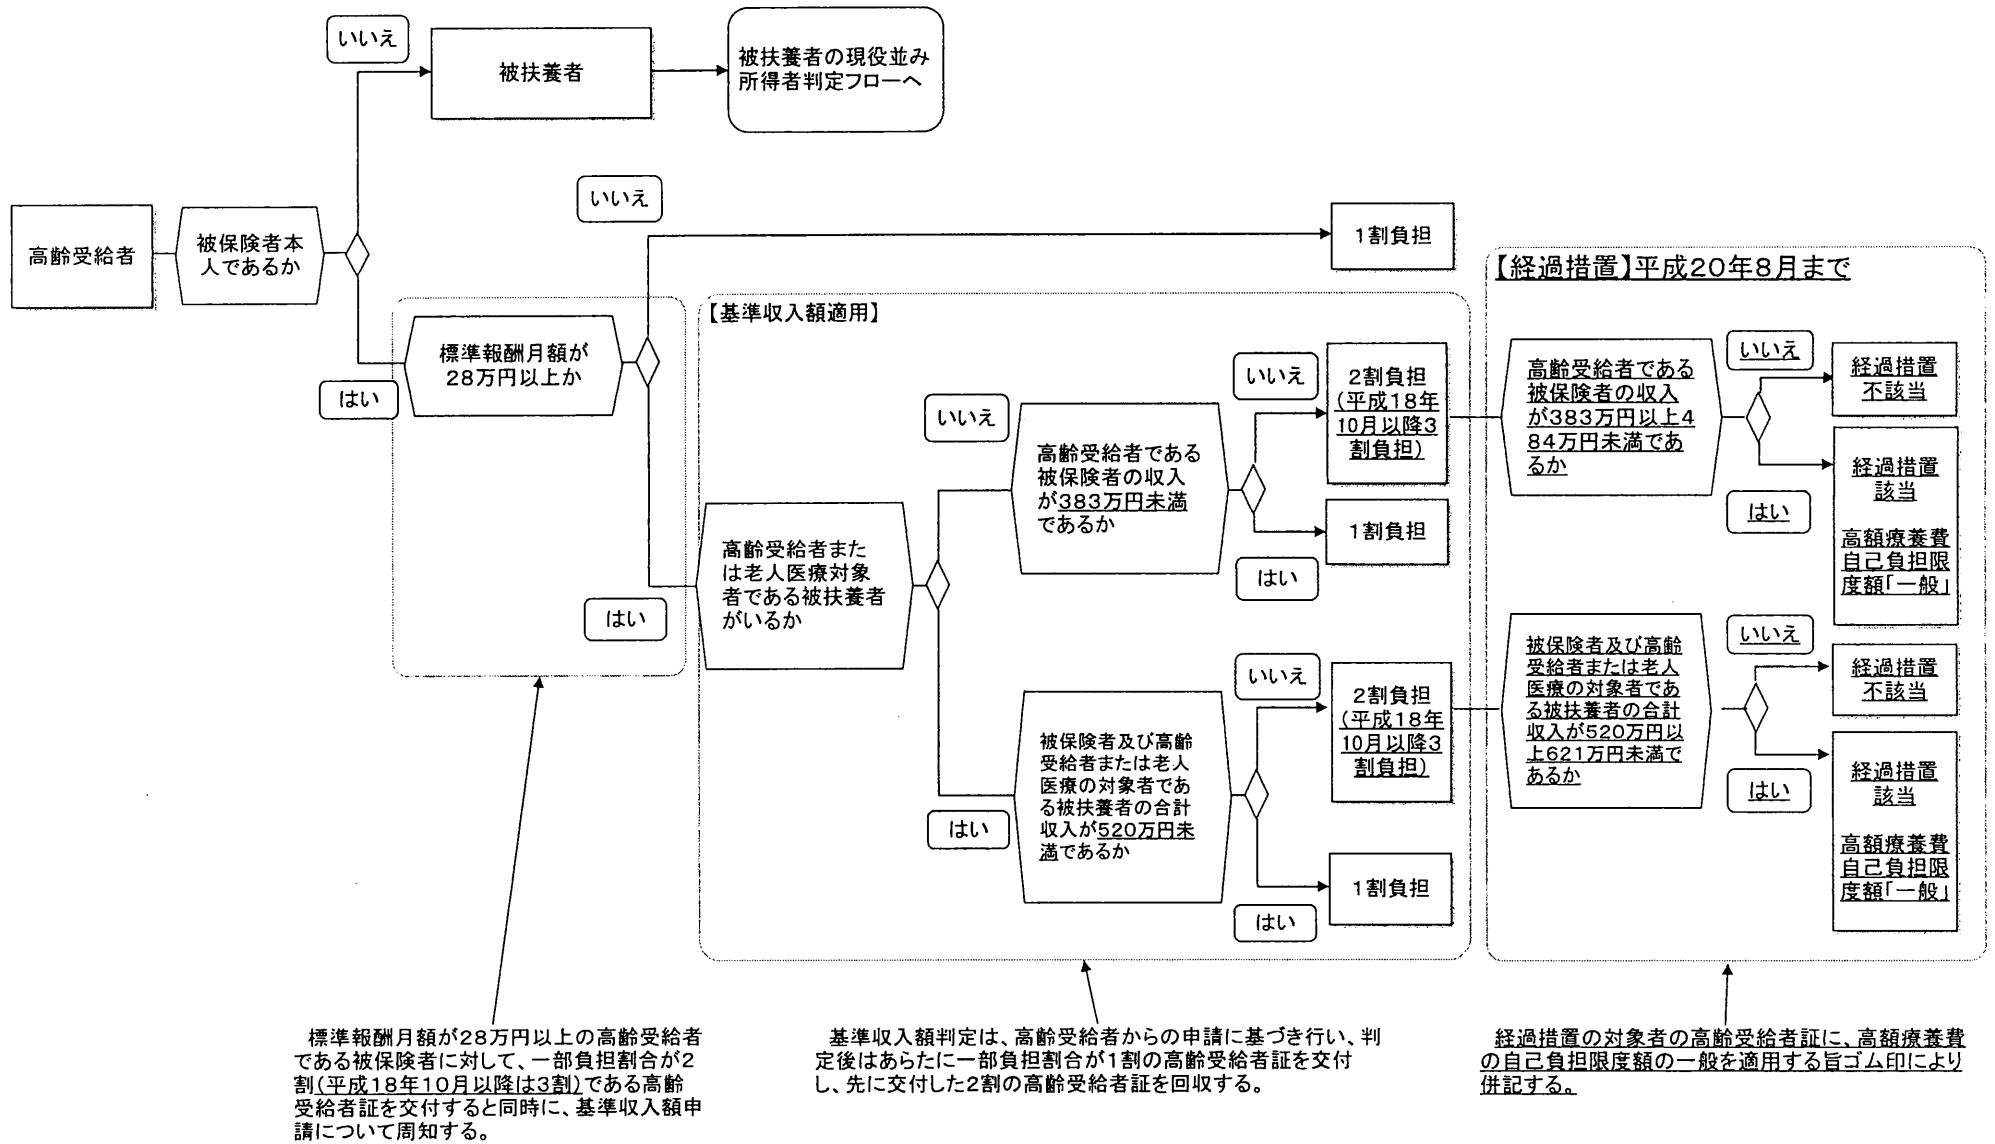 いいえ
被扶養者
被扶養者の現役並み
所得者判定フローへ
高齢受給者
被保険者本
人であるか
いいえ
1割負担
はい
標準報酬月額が
28万円以上か
はい
【基準収入額適用】
高齢受給者また
は老人医療対象
者である被扶養者
がいるか
いいえ
高齢受給者である
被保険者の収入
が383万円未満
であるか
いいえ
2割負担
(平成18年
10月以降3
割負担)
1割負担
はい
はい
被保険者及び高齢
受給者または老人
医療の対象者であ
る被扶養者の合計
収入が520万円未
満であるか
いいえ
2割負担
(平成18年
10月以降3
割負担)
1割負担
はい
【経過措置】平成20年8月まで
高齢受給者である
被保険者の収入
が383万円以上4
84万円未満であ
るか
いいえ
経過措置
不該当
はい
経過措置
該当
高額療養費
自己負担限
度額「一般」
被保険者及び高齢
受給者または老人
医療の対象者であ
る被扶養者の合計
収入が520万円以
上621万円未満で
あるか
いいえ
経過措置
不該当
はい
経過措置
該当
高額療養費
自己負担限
度額「一般」
標準報酬月額が28万円以上の高齢受給者
である被保険者に対して、一部負担割合が2
割(平成18年10月以降は3割)である高齢
受給者証を交付すると同時に、基準収入額申
請について周知する。
基準収入額判定は、高齢受給者からの申請に基づき行い、判
定後はあらたに一部負担割合が1割の高齢受給者証を交付
し、先に交付した2割の高齢受給者証を回収する。
経過措置の対象者の高齢受給者証に、高額療養費
の自己負担限度額の一般を適用する旨ゴム印により
併記する。